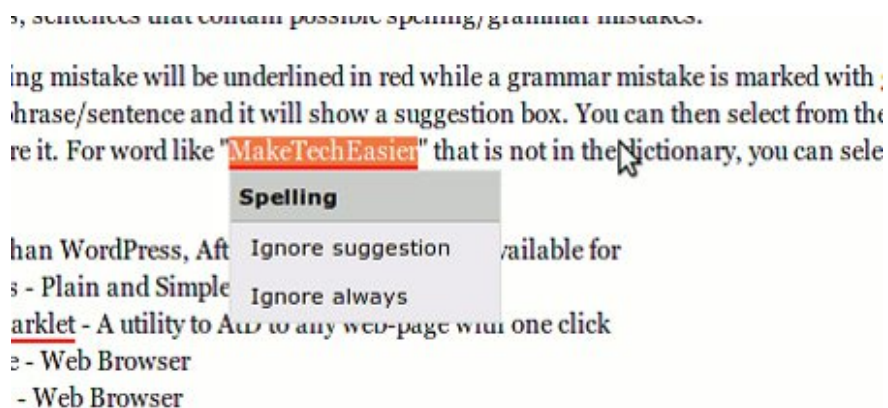 s, sentences that contain possible spelling/grammar mistakes.
ing mistake will be underlined in red while a grammar mistake is marked with
phrase/sentence and it will show a suggestion box. You can then select from the
re it. For word like "MakeTechEasier" that is not in the dictionary, you can sele
Spelling
Ignore suggestion
Ignore always
han WordPress, Aft vailable for
s - Plain and Simple
arklet - A utility to AtD to any web-page with one click
e - Web Browser
- Web Browser